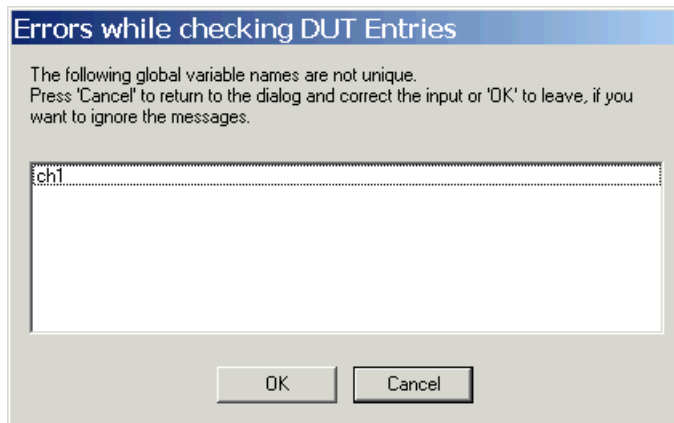 Errors while checking DUT Entries
The following global variable names are not unique.
Press 'Cancel' to return to the dialog and correct the input or 'OK' to leave, if you
want to ignore the messages.
ch1
OK
Cancel